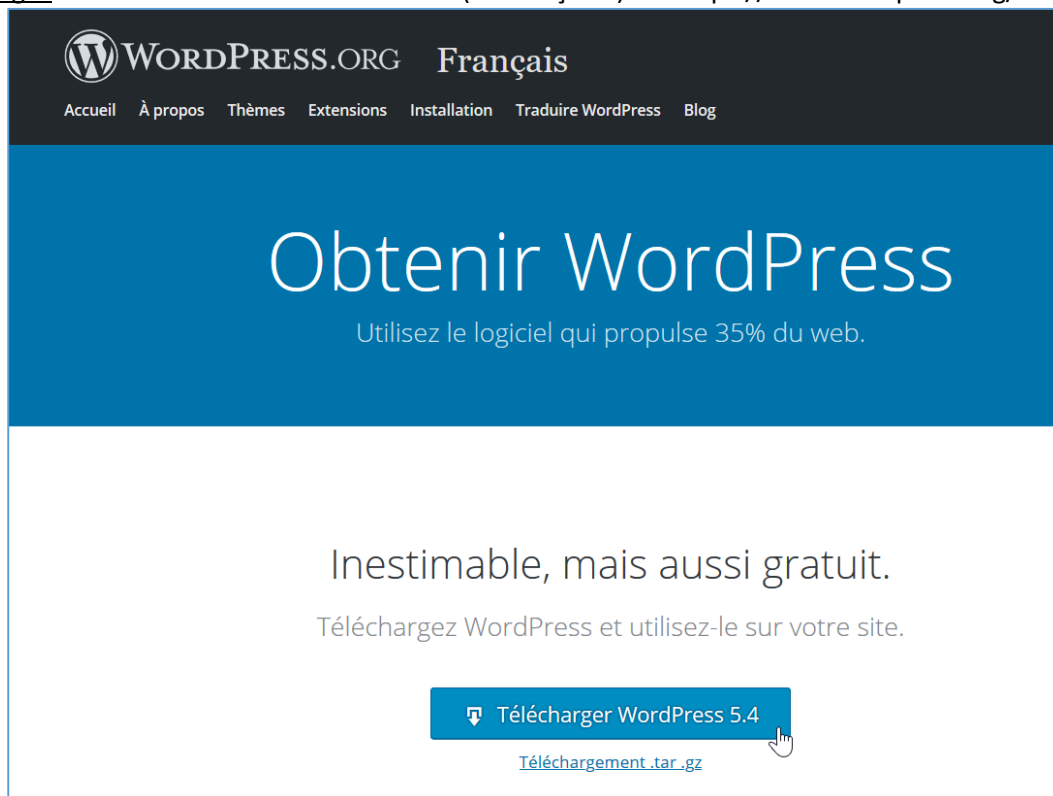 WORDPRESS.ORG Français
Accueil À propos Thèmes Extensions Installation Traduire WordPress Blog
Obtenir WordPress
Utilisez le logiciel qui propulse 35% du web.
Inestimable, mais aussi gratuit.
Téléchargez WordPress et utilisez-le sur votre site.
Télécharger WordPress 5.4
Téléchargement .tar .gz